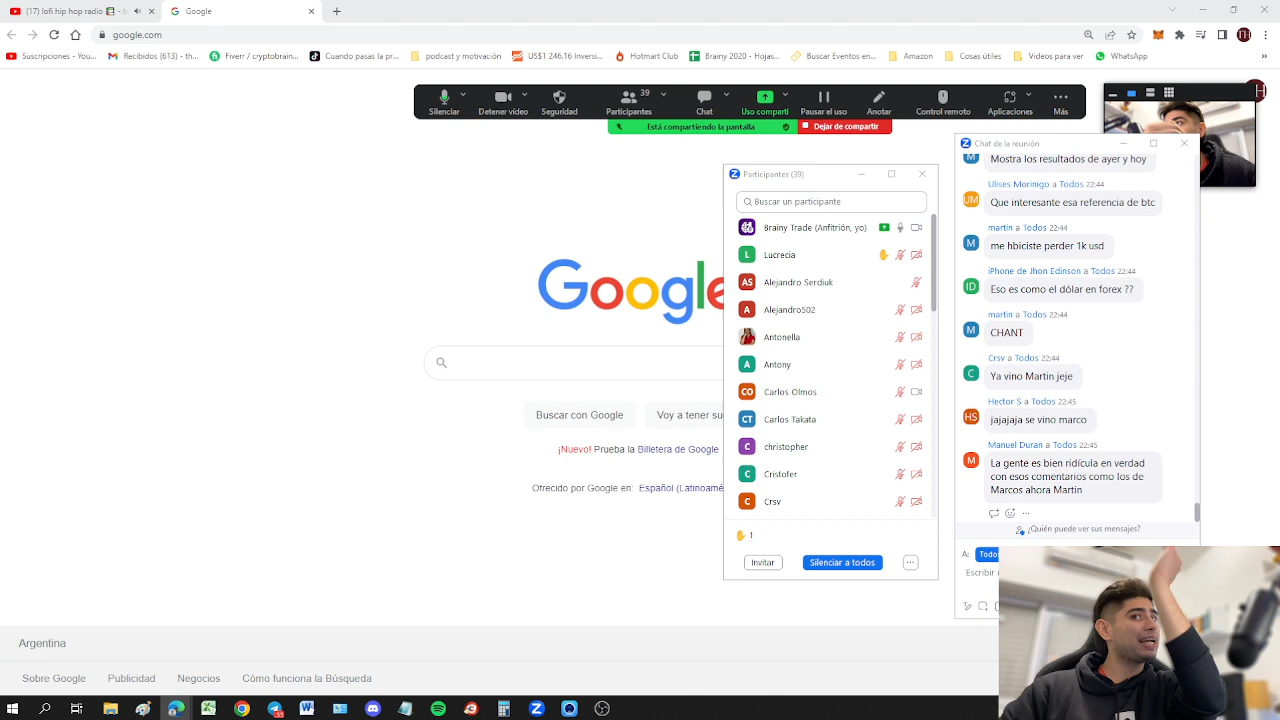 (17) lofi hip hop radio
Google
google.com
Suscripciones - You...
Recibidos (613) - th...
Fiverr / cryptobrain...
Cuando pasas la pr...
podcast y motivación
US$1 246.16 Inversi...
Hotmart Club
Brainy 2020 - Hojas...
Buscar Eventos en...
Amazon
Cosas útiles
Videos para ver
WhatsApp
39
Silenciar
Detener video
Seguridad
Participantes
Chat
Uso comparti
Pausar el uso
Anotar
Control remoto
Aplicaciones
Más
Está compartiendo la pantalla
Dejar de compartir
Google
Buscar con Google
Voy a tener su
¡Nuevo! Prueba la Billetera de Google
Ofrecido por Google en: Español (Latinoamé
Participantes (39)
Buscar un participante
Brainy Trade (Anfitrión, yo)
L Lucrecia
AS Alejandro Serdiuk
A Alejandro502
Antonella
A Antony
CO Carlos Olmos
CT Carlos Takata
C christopher
C Cristofer
C Crsv
1
Invitar
Silenciar a todos
Chat de la reunión
M
Mostra los resultados de ayer y hoy
Ulises Morinigo a Todos 22:44
UM
Que interesante esa referencia de btc
martin a Todos 22:44
M
me hbiciste perder 1k usd
iPhone de Jhon Edinson a Todos 22:44
ID
Eso es como el dólar en forex ??
martin a Todos 22:44
M
CHANT
Crsv a Todos 22:44
C
Ya vino Martin jeje
Hector S a Todos 22:45
HS
jajajaja se vino marco
Manuel Duran a Todos 22:45
M
La gente es bien ridícula en verdad
con esos comentarios como los de
Marcos ahora Martin
¿Quién puede ver sus mensajes?
A: Todos
Escribir
Argentina
Sobre Google
Publicidad
Negocios
Cómo funciona la Búsqueda